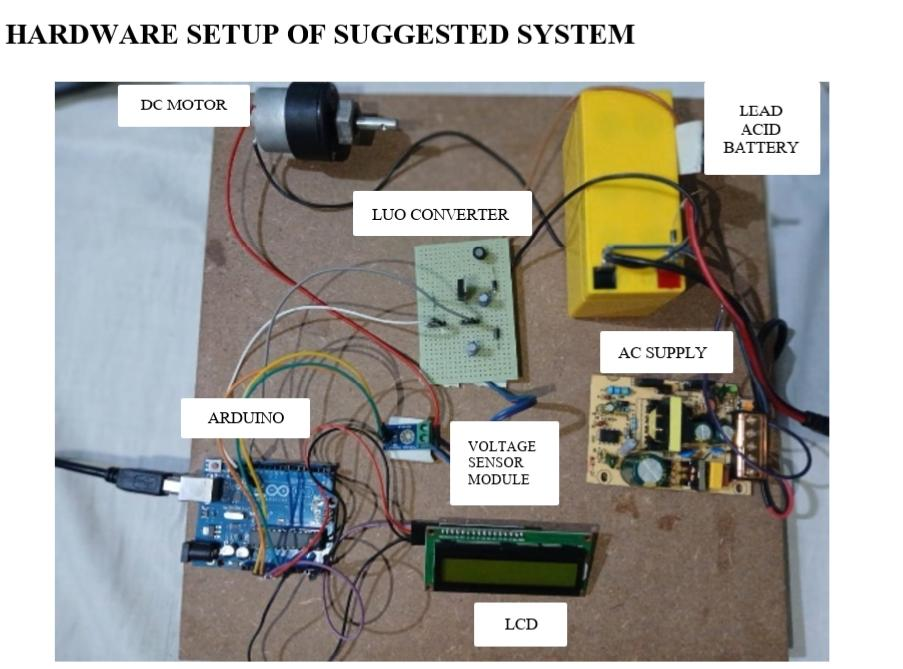 HARDWARE SETUP OF SUGGESTED SYSTEM
DC MOTOR
LEAD
ACID
BATTERY
LUO CONVERTER
AC SUPPLY
ARDUINO
VOLTAGE
SENSOR
MODULE
LCD